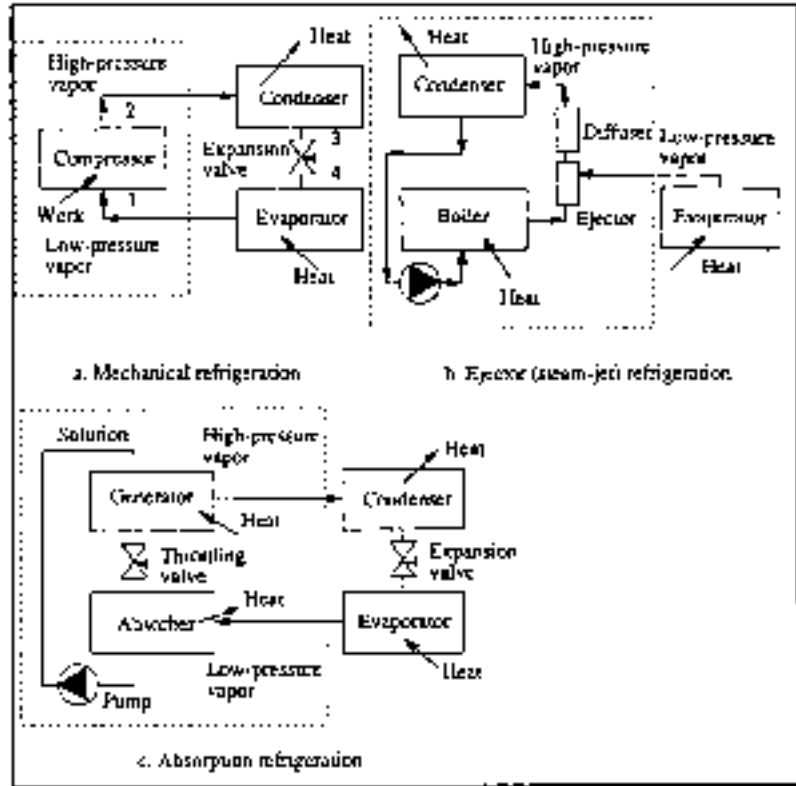 Heat
High-pressure
vapor
2
Condenser
3
Compressor
Expansion
valve
4
1
Work
Evaporator
Low-pressure
vapor
Heat
a. Mechanical refrigeration
Heat
High-pressure
vapor
Condenser
Diffuser
Low-pressure
vapor
Boiler
Ejector
Evaporator
Heat
Heat
b. Ejector (steam-jet) refrigeration
Solution
High-pressure
vapor
Heat
Generator
Condenser
Heat
Throttling
valve
Expansion
valve
Heat
Absorber
Evaporator
Low-pressure
vapor
Heat
Pump
c. Absorption refrigeration